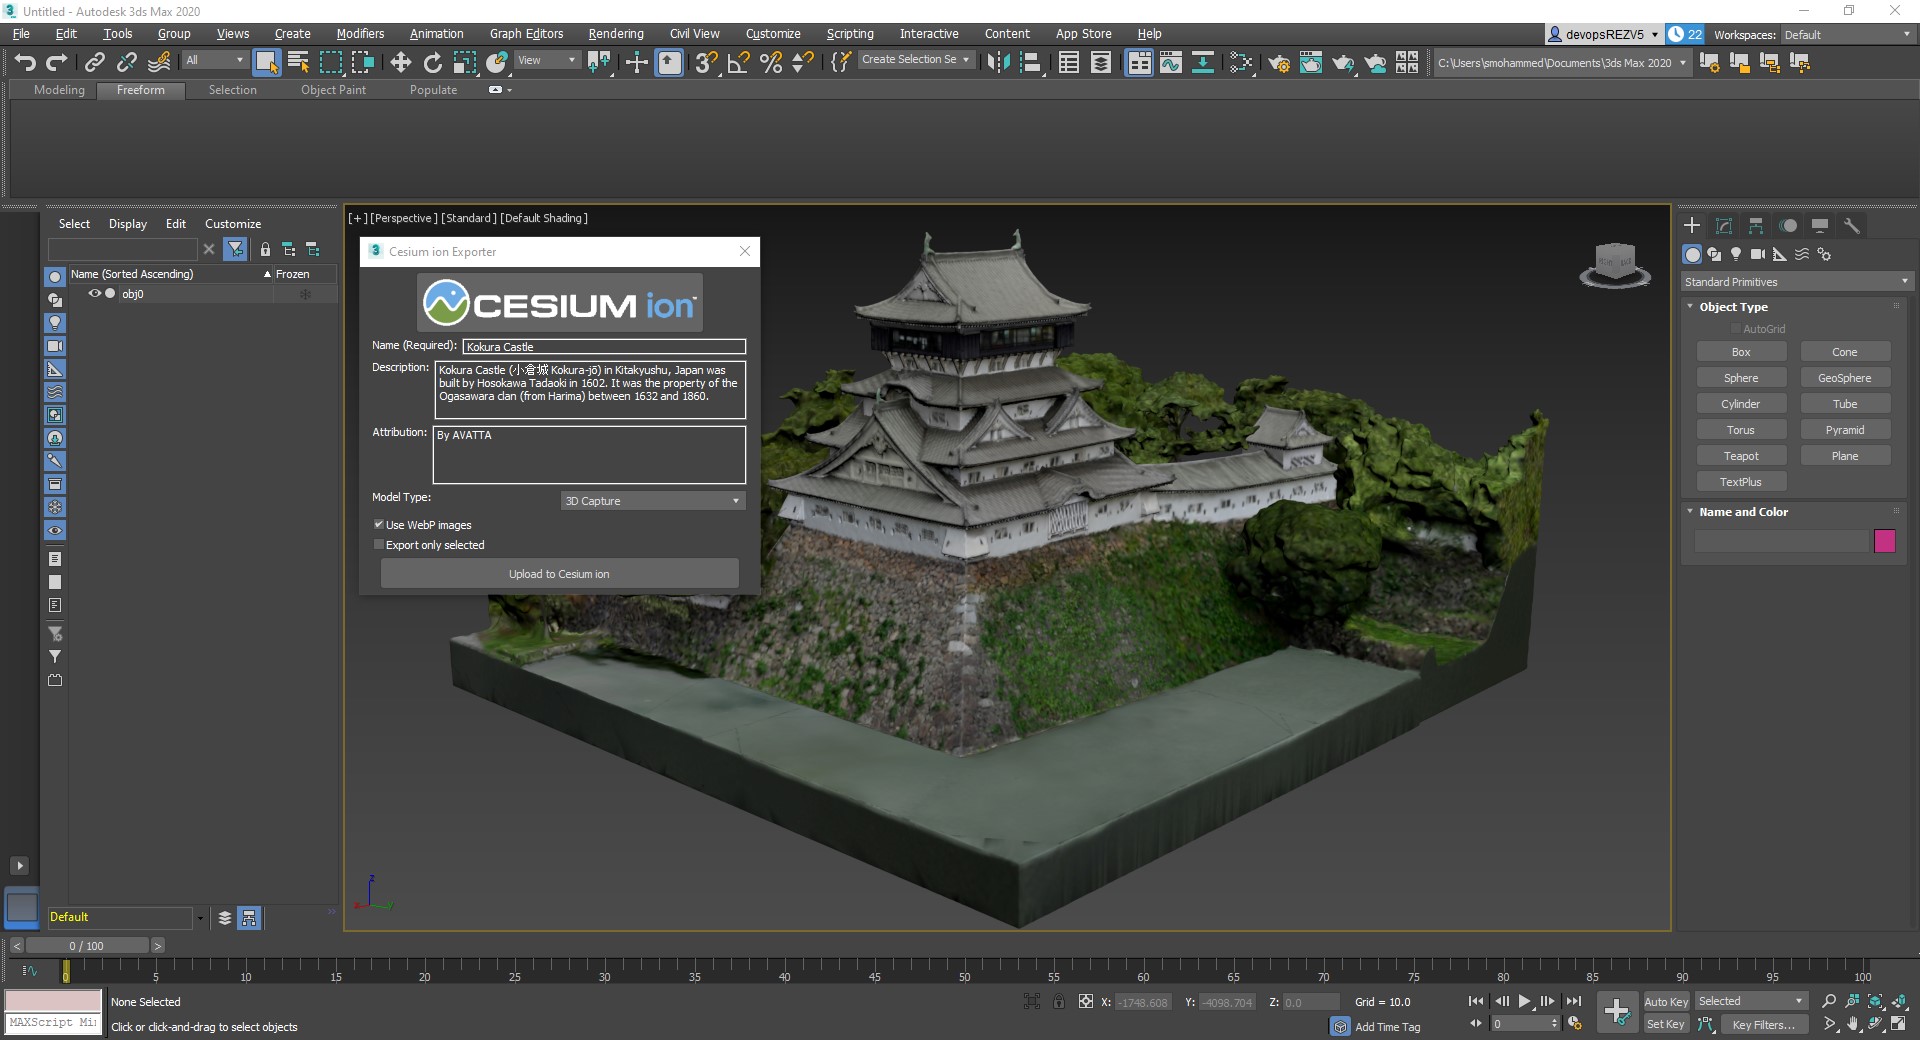 Untitled - Autodesk 3ds Max 2020
File Edit Tools Group Views Create Modifiers Animation Graph Editors Rendering Civil View Customize Scripting Interactive Content App Store Help
devopsREZV5 22 Workspaces: Default
All View Create Selection Se C:\Users\smohammed\Documents\3ds Max 2020
Modeling Freeform Selection Object Paint Populate
Select Display Edit Customize
Name (Sorted Ascending) Frozen
obj0
[+] [Perspective] [Standard] [Default Shading]
Cesium ion Exporter
CESIUM ion
Name (Required): Kokura Castle
Description: Kokura Castle (小倉城 Kokura-jō) in Kitakyushu, Japan was
built by Hosokawa Tadaoki in 1602. It was the property of the
Ogasawara clan (from Harima) between 1632 and 1860.
Attribution: By AVATTA
Model Type: 3D Capture
Use WebP images
Export only selected
Upload to Cesium ion
Standard Primitives
Object Type
AutoGrid
Box Cone
Sphere GeoSphere
Cylinder Tube
Torus Pyramid
Teapot Plane
TextPlus
Name and Color
z
x y
Default
< 0 / 100 >
0 5 10 15 20 25 30 35 40 45 50 55 60 65 70 75 80 85 90 95 100
None Selected
X: -1748.608 Y: -4098.704 Z: 0.0 Grid = 10.0
Auto Key Selected
MAXScript Mi
Click or click-and-drag to select objects
Add Time Tag
0
Set Key Key Filters...